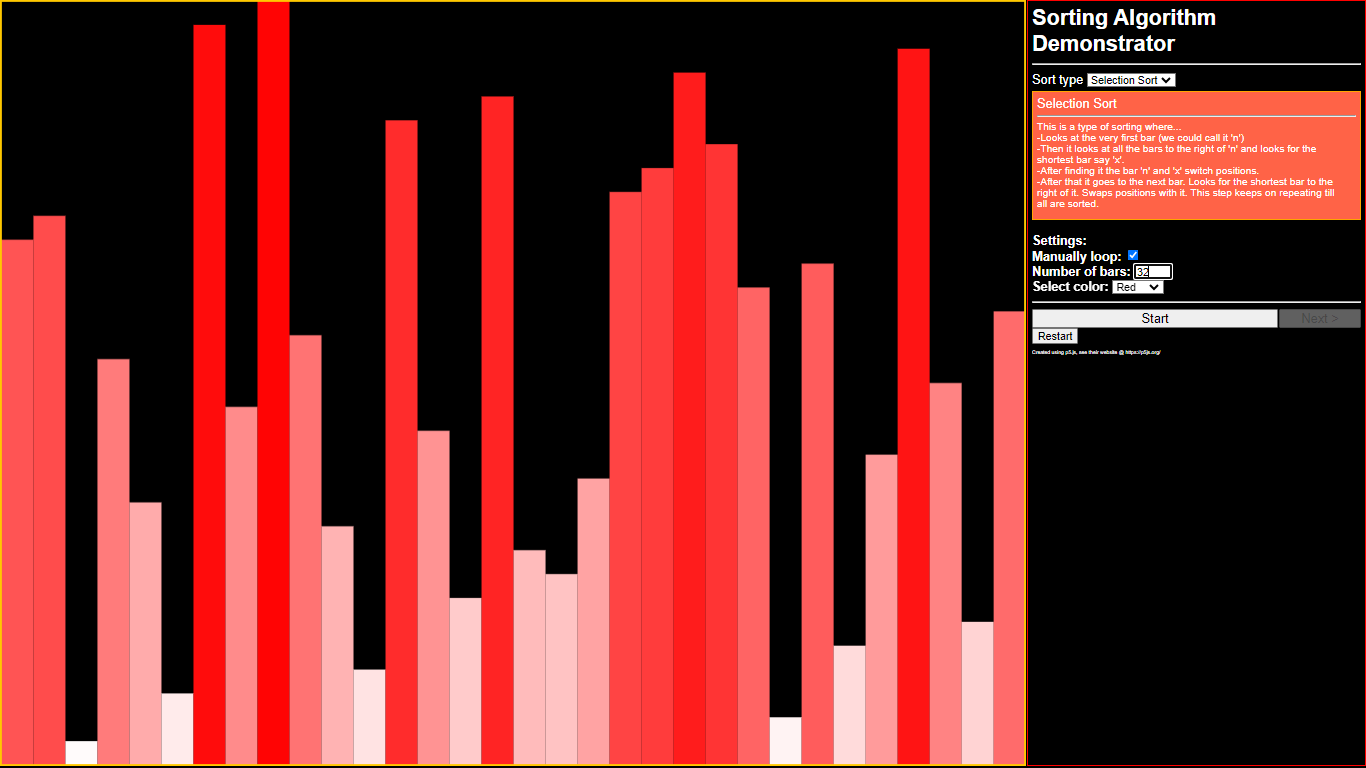 Sorting Algorithm
Demonstrator
Sort type Selection Sort
Selection Sort
This is a type of sorting where...
-Looks at the very first bar (we could call it 'n')
-Then it looks at all the bars to the right of 'n' and looks for the
shortest bar say 'x'.
-After finding it the bar 'n' and 'x' switch positions.
-After that it goes to the next bar. Looks for the shortest bar to the
right of it. Swaps positions with it. This step keeps on repeating till
all are sorted.
Settings:
Manually loop:
Number of bars: 32
Select color: Red
Start Next >
Restart
Created using p5.js, see their website @ https://p5js.org/